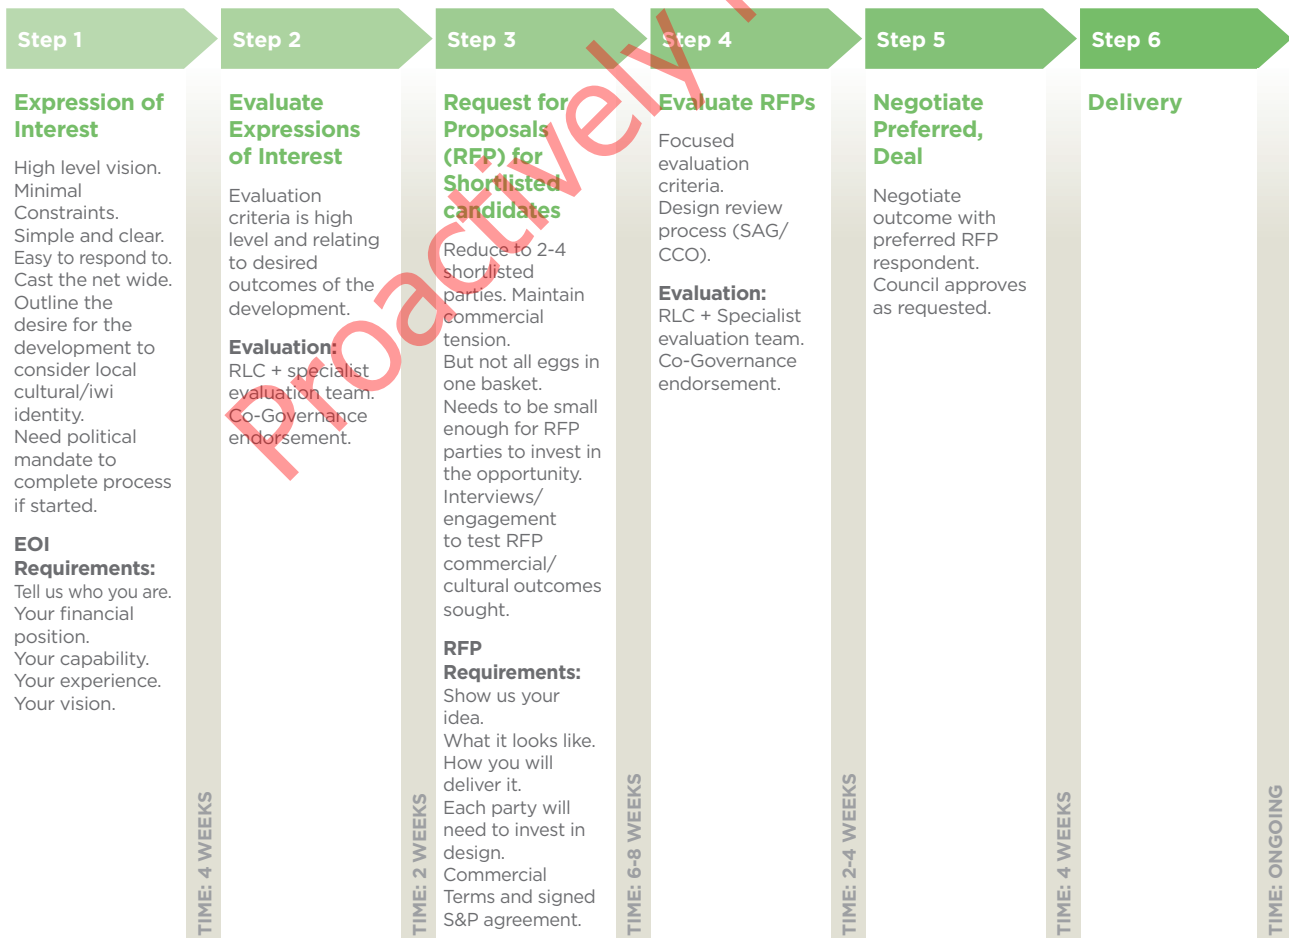 Step 1
Expression of
Interest
High level vision.
Minimal
Constraints.
Simple and clear.
Easy to respond to.
Cast the net wide.
Outline the
desire for the
development to
consider local
cultural/iwi
identity.
Need political
mandate to
complete process
if started.
EOI
Requirements:
Tell us who you are.
Your financial
position.
Your capability.
Your experience.
Your vision.
TIME: 4 WEEKS
Step 2
Evaluate
Expressions
of Interest
Evaluation
criteria is high
level and relating
to desired
outcomes of the
development.
Evaluation:
RLC + specialist
evaluation team.
Co-Governance
endorsement.
TIME: 2 WEEKS
Step 3
Request for
Proposals
(RFP) for
Shortlisted
candidates
Reduce to 2-4
shortlisted
parties. Maintain
commercial
tension.
But not all eggs in
one basket.
Needs to be small
enough for RFP
parties to invest in
the opportunity.
Interviews/
engagement
to test RFP
commercial/
cultural outcomes
sought.
RFP
Requirements:
Show us your
idea.
What it looks like.
How you will
deliver it.
Each party will
need to invest in
design.
Commercial
Terms and signed
S&P agreement.
TIME: 6-8 WEEKS
Step 4
Evaluate RFPs
Focused
evaluation
criteria.
Design review
process (SAG/
CCO).
Evaluation:
RLC + Specialist
evaluation team.
Co-Governance
endorsement.
TIME: 2-4 WEEKS
Step 5
Negotiate
Preferred,
Deal
Negotiate
outcome with
preferred RFP
respondent.
Council approves
as requested.
TIME: 4 WEEKS
Step 6
Delivery
TIME: ONGOING
Proactively